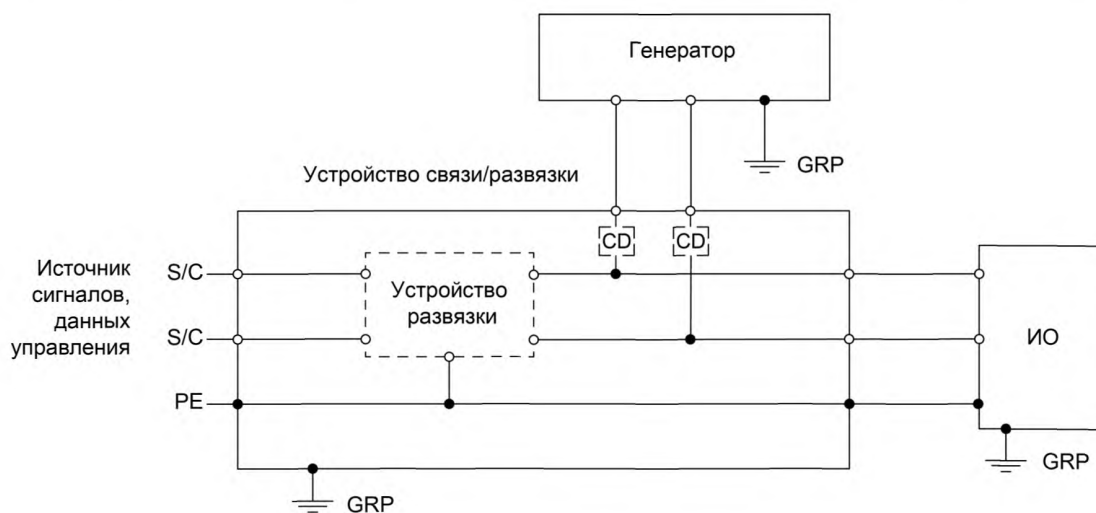 Генератор
GRP
Устройство связи/развязки
CD CD
Источник
сигналов,
данных
управления
S/C
S/C
PE
Устройство
развязки
ИО
GRP
GRP